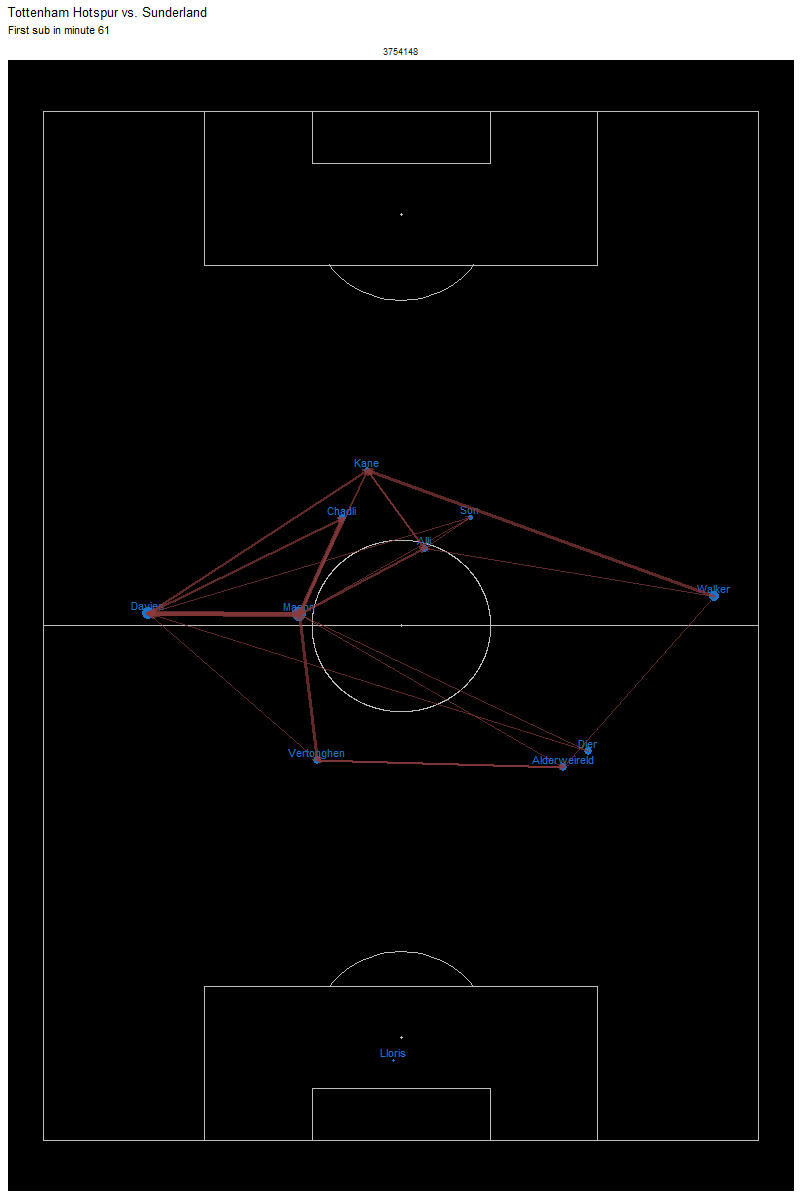 Tottenham Hotspur vs. Sunderland
First sub in minute 61
3754148
Kane
Chadli
Son
Alli
Walker
Davies
Mason
Dier
Vertonghen
Alderweireld
Lloris